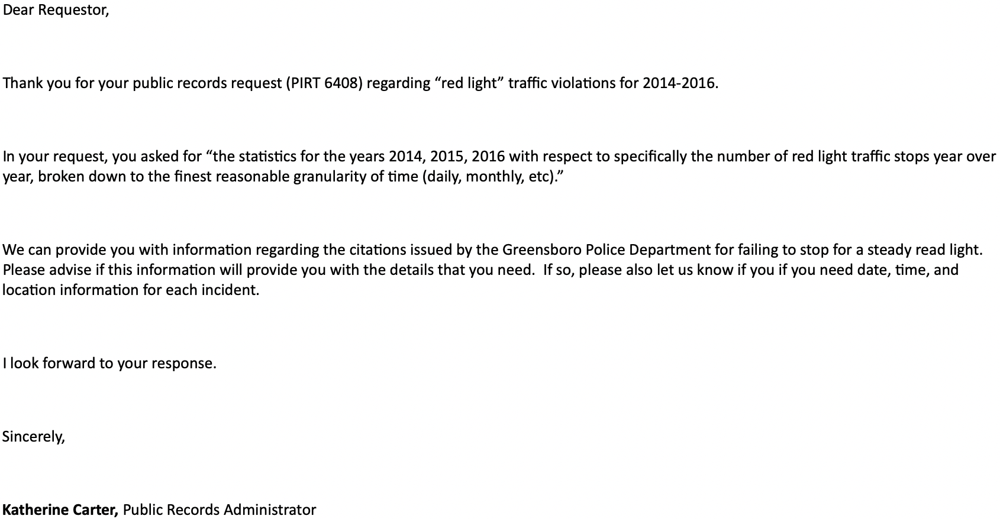 Dear Requestor,
Thank you for your public records request (PIRT 6408) regarding “red light” traffic violations for 2014-2016.
In your request, you asked for “the statistics for the years 2014, 2015, 2016 with respect to specifically the number of red light traffic stops year over
year, broken down to the finest reasonable granularity of time (daily, monthly, etc).”
We can provide you with information regarding the citations issued by the Greensboro Police Department for failing to stop for a steady read light.
Please advise if this information will provide you with the details that you need.  If so, please also let us know if you if you need date, time, and
location information for each incident.
I look forward to your response.
Sincerely,
Katherine Carter, Public Records Administrator